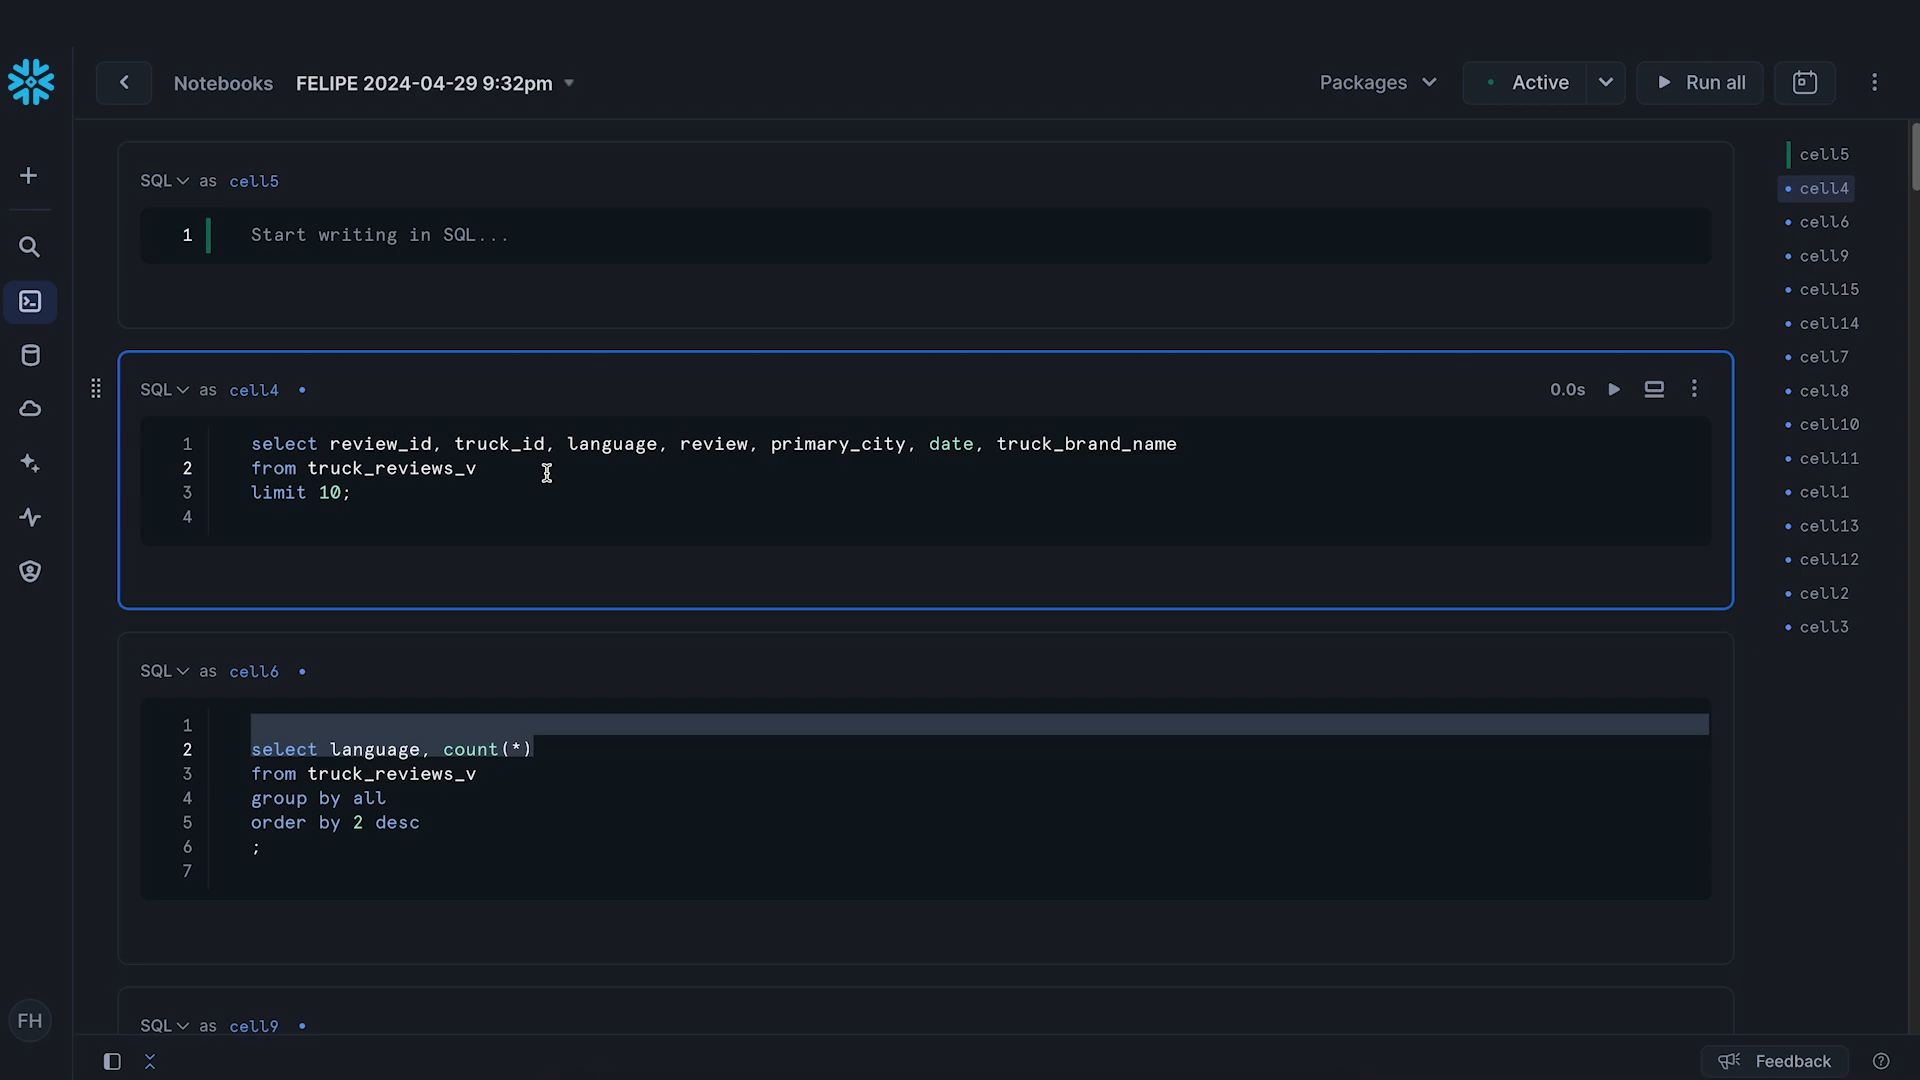 Notebooks FELIPE 2024-04-29 9:32pm Packages Active Run all
SQL as cell5
1 Start writing in SQL...
SQL as cell4 0.0s
1 select review_id, truck_id, language, review, primary_city, date, truck_brand_name
2 from truck_reviews_v
3 limit 10;
4
SQL as cell6
1
2 select language, count(*)
3 from truck_reviews_v
4 group by all
5 order by 2 desc
6 ;
7
SQL as cell9
cell5
cell4
cell6
cell9
cell15
cell14
cell7
cell8
cell10
cell11
cell1
cell13
cell12
cell2
cell3
FH
Feedback